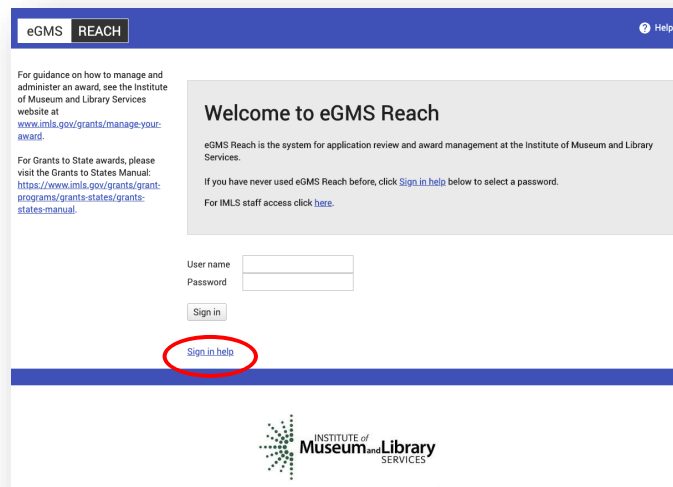 eGMS REACH
Help
For guidance on how to manage and
administer an award, see the Institute
of Museum and Library Services
website at
www.imls.gov/grants/manage-your-
award.
For Grants to State awards, please
visit the Grants to States Manual:
https://www.imls.gov/grants/grant-
programs/grants-states/grants-
states-manual.
Welcome to eGMS Reach
eGMS Reach is the system for application review and award management at the Institute of Museum and Library
Services.
If you have never used eGMS Reach before, click Sign in help below to select a password.
For IMLS staff access click here.
User name
Password
Sign in
Sign in help
INSTITUTE of
Museum and Library
SERVICES